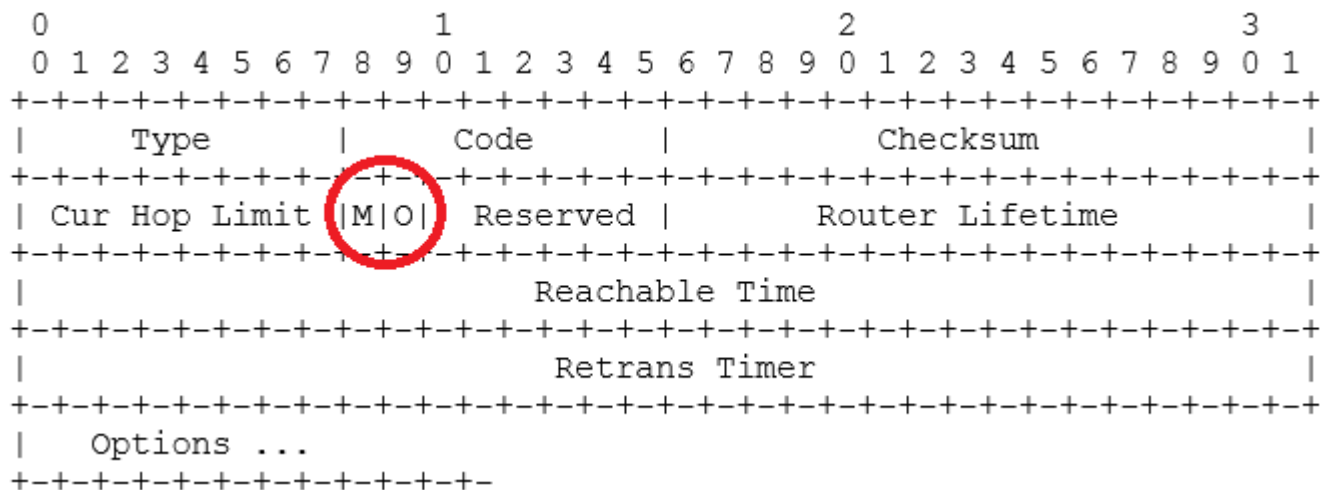 0                   1                   2                   3
0 1 2 3 4 5 6 7 8 9 0 1 2 3 4 5 6 7 8 9 0 1 2 3 4 5 6 7 8 9 0 1
+-+-+-+-+-+-+-+-+-+-+-+-+-+-+-+-+-+-+-+-+-+-+-+-+-+-+-+-+-+-+-+-+
|     Type      |     Code      |          Checksum             |
+-+-+-+-+-+-+-+-+-+-+-+-+-+-+-+-+-+-+-+-+-+-+-+-+-+-+-+-+-+-+-+-+
| Cur Hop Limit |M|O|  Reserved |       Router Lifetime         |
+-+-+-+-+-+-+-+-+-+-+-+-+-+-+-+-+-+-+-+-+-+-+-+-+-+-+-+-+-+-+-+-+
|                         Reachable Time                        |
+-+-+-+-+-+-+-+-+-+-+-+-+-+-+-+-+-+-+-+-+-+-+-+-+-+-+-+-+-+-+-+-+
|                          Retrans Timer                        |
+-+-+-+-+-+-+-+-+-+-+-+-+-+-+-+-+-+-+-+-+-+-+-+-+-+-+-+-+-+-+-+-+
|   Options ...
+-+-+-+-+-+-+-+-+-+-+-+-